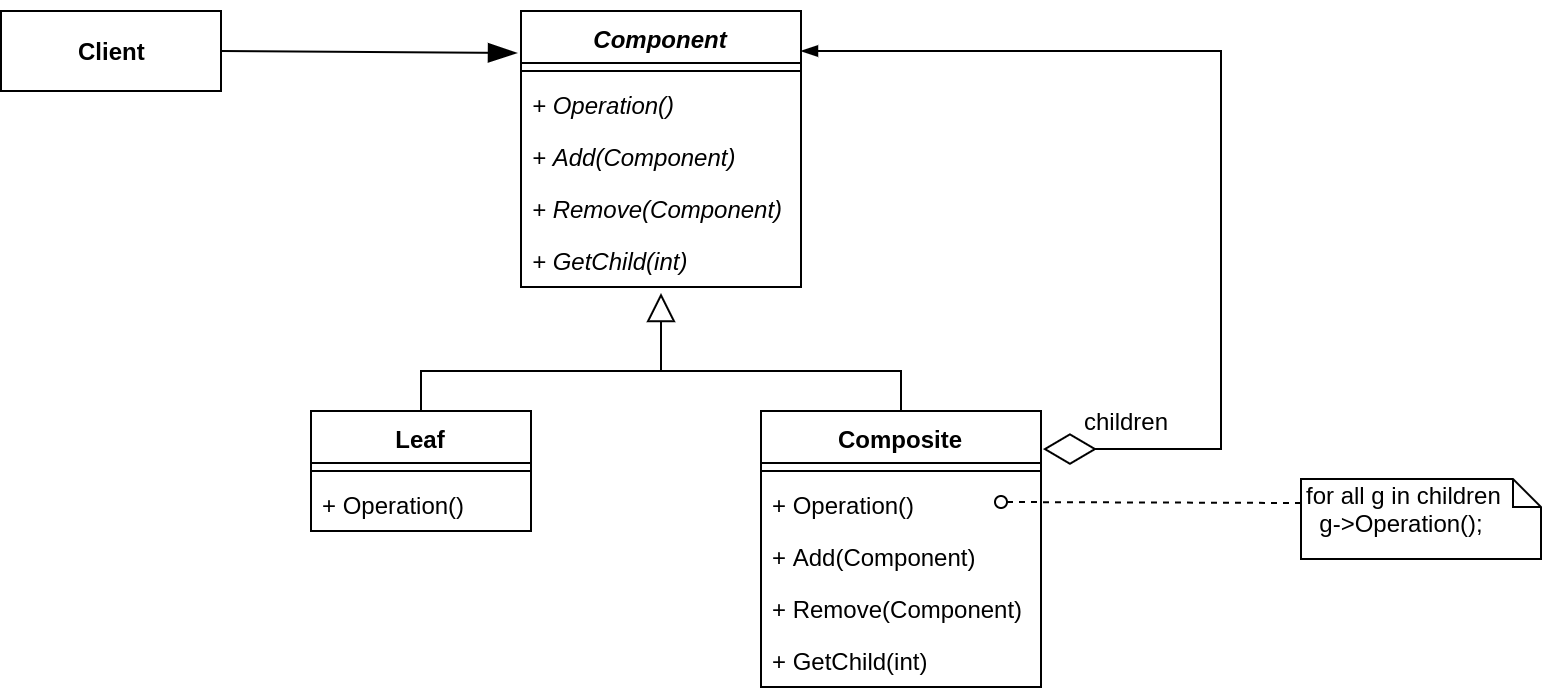 Client
Component
+ Operation()
+ Add(Component)
+ Remove(Component)
+ GetChild(int)
Leaf
+ Operation()
Composite
+ Operation()
+ Add(Component)
+ Remove(Component)
+ GetChild(int)
children
for all g in children
g->Operation();